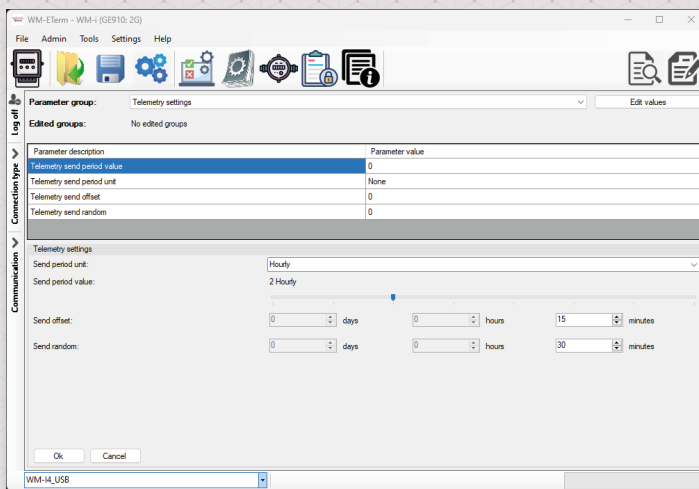 WM-ETerm - WM-i (GE910: 2G)
File Admin Tools Settings Help
Log off
Connection type
Communication
Parameter group: Telemetry settings Edit values
Edited groups: No edited groups
Parameter description Parameter value
Telemetry send period value 0
Telemetry send period unit None
Telemetry send offset 0
Telemetry send random 0
Telemetry settings
Send period unit: Hourly
Send period value: 2 Hourly
Send offset: 0 days 0 hours 15 minutes
Send random: 0 days 0 hours 30 minutes
Ok Cancel
WM-I4_USB